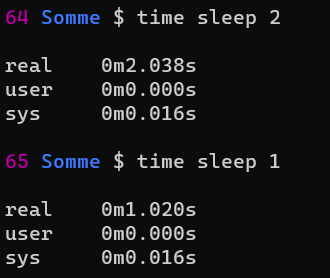 64 Somme $ time sleep 2
real 0m2.038s
user 0m0.000s
sys 0m0.016s
65 Somme $ time sleep 1
real 0m1.020s
user 0m0.000s
sys 0m0.016s